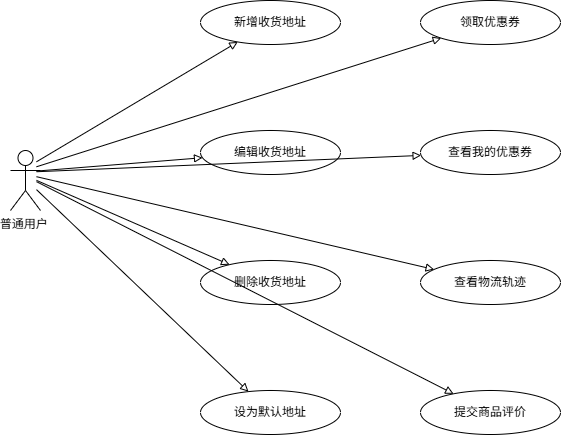 新增收货地址
领取优惠券
编辑收货地址
查看我的优惠券
普通用户
删除收货地址
查看物流轨迹
设为默认地址
提交商品评价